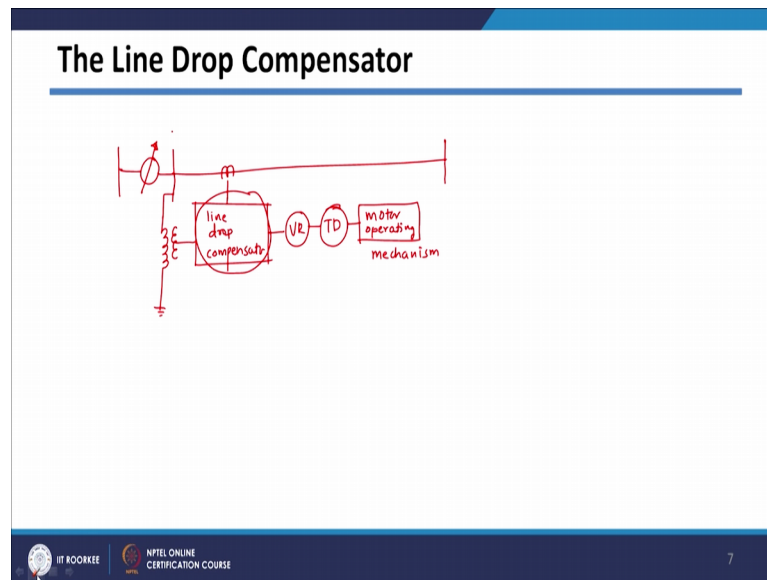 The Line Drop Compensator
line
drop
compensator
VR
TD
motor
operating
mechanism
IIT ROORKEE
NPTEL ONLINE
CERTIFICATION COURSE
7